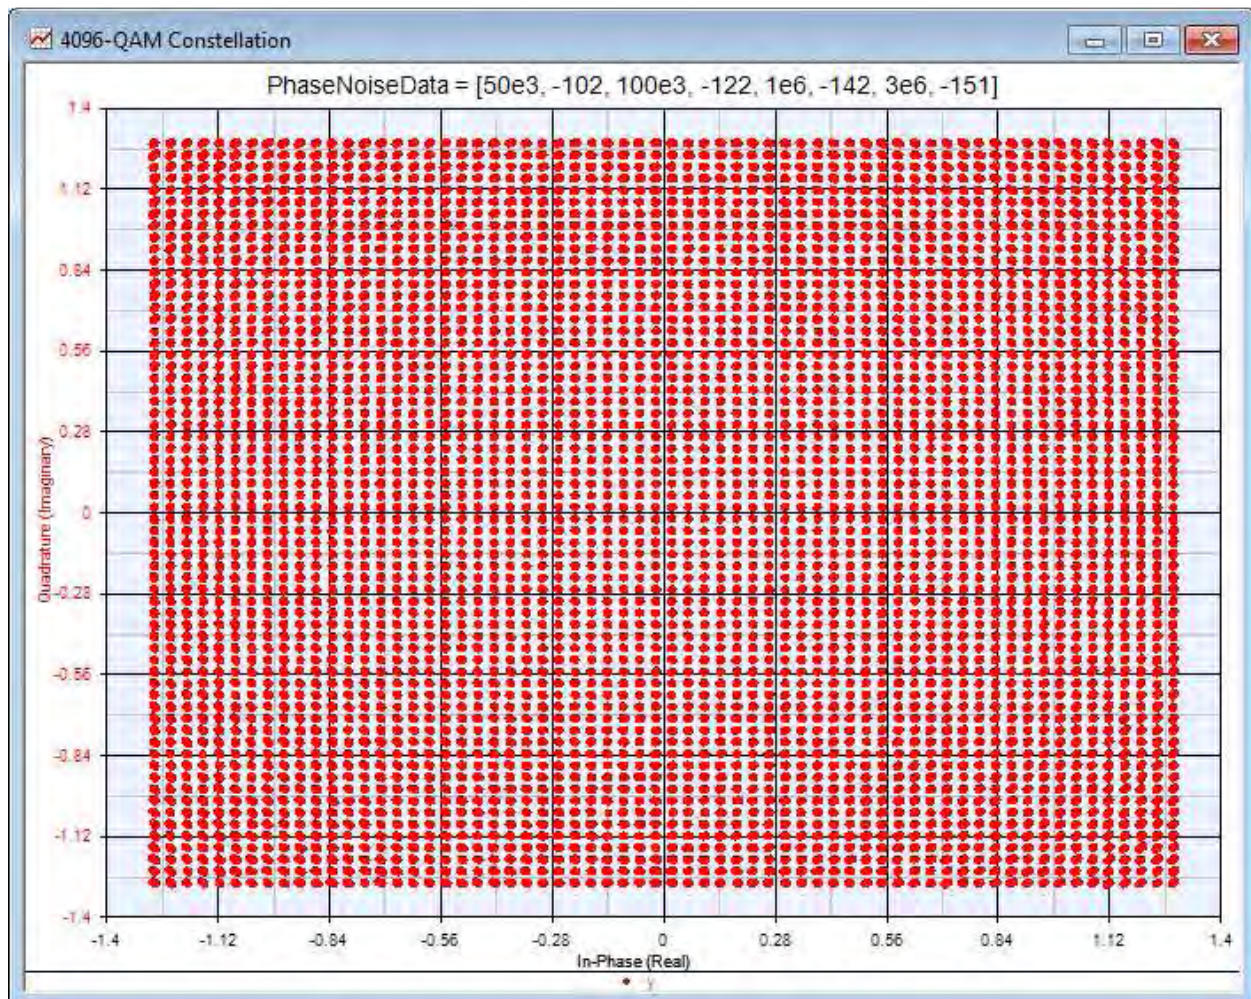 4096-QAM Constellation
PhaseNoiseData = [50e3, -102, 100e3, -122, 1e6, -142, 3e6, -151]
1.4
1.12
0.84
0.56
0.28
0
-0.28
-0.56
-0.84
-1.12
-1.4
Quadrature (Imaginary)
-1.4 -1.12 -0.84 -0.56 -0.28 0 0.28 0.56 0.84 1.12 1.4
In-Phase (Real)
y